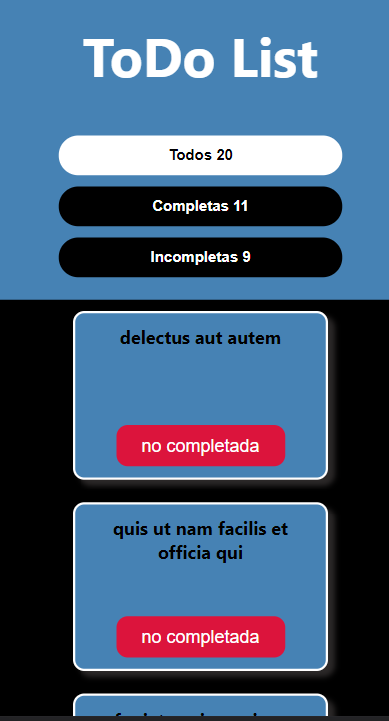 ToDo List
Todos 20
Completas 11
Incompletas 9
delectus aut autem
no completada
quis ut nam facilis et
officia qui
no completada